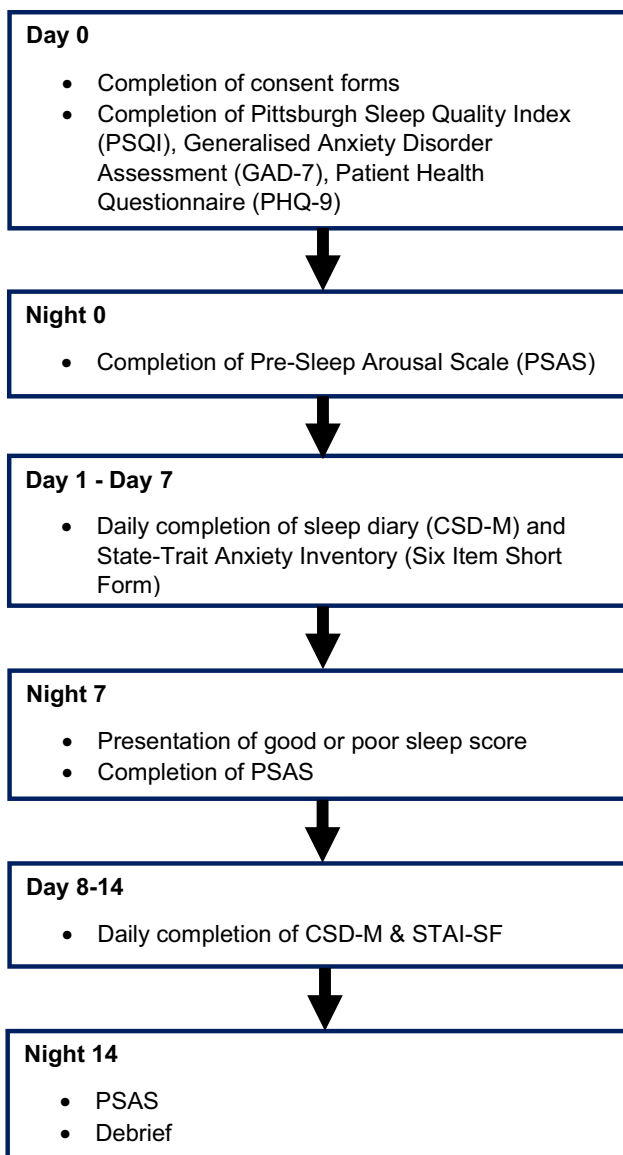 Day 0
• Completion of consent forms
• Completion of Pittsburgh Sleep Quality Index
(PSQI), Generalised Anxiety Disorder
Assessment (GAD-7), Patient Health
Questionnaire (PHQ-9)
Night 0
• Completion of Pre-Sleep Arousal Scale (PSAS)
Day 1 - Day 7
• Daily completion of sleep diary (CSD-M) and
State-Trait Anxiety Inventory (Six Item Short
Form)
Night 7
• Presentation of good or poor sleep score
• Completion of PSAS
Day 8-14
• Daily completion of CSD-M & STAI-SF
Night 14
• PSAS
• Debrief